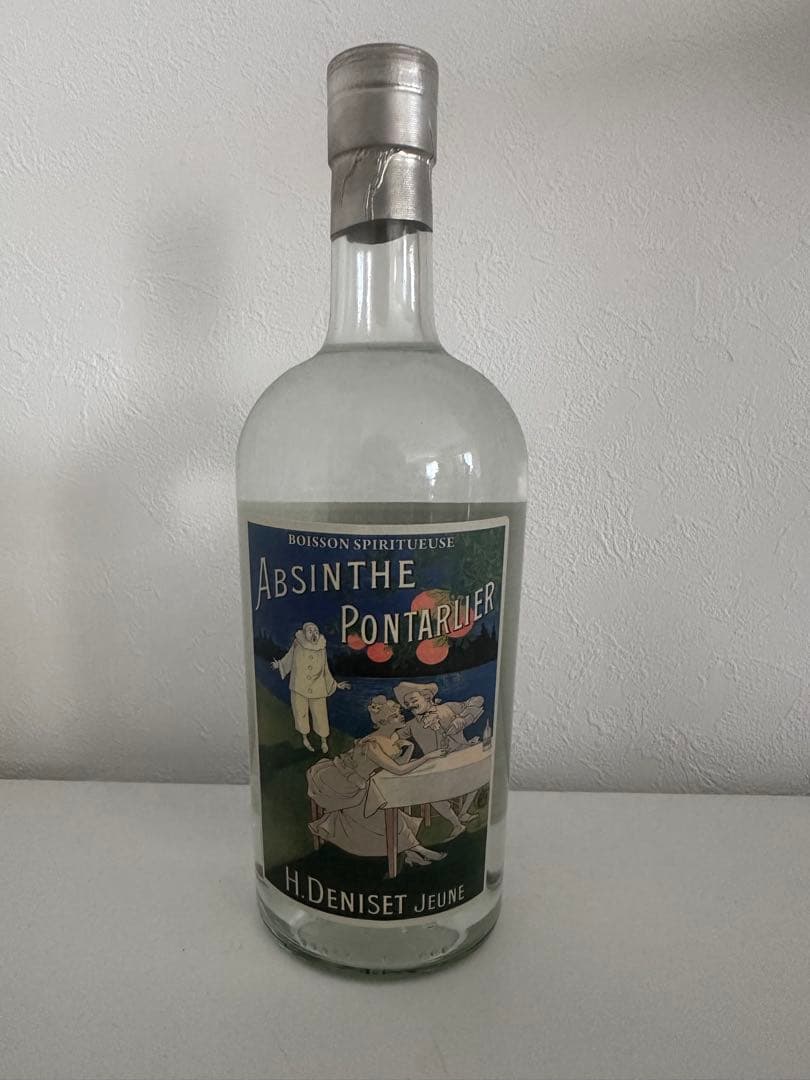 BOISSON SPIRITUEUSE
ABSINTHE
PONTARLIER
H. DENISET JEUNE